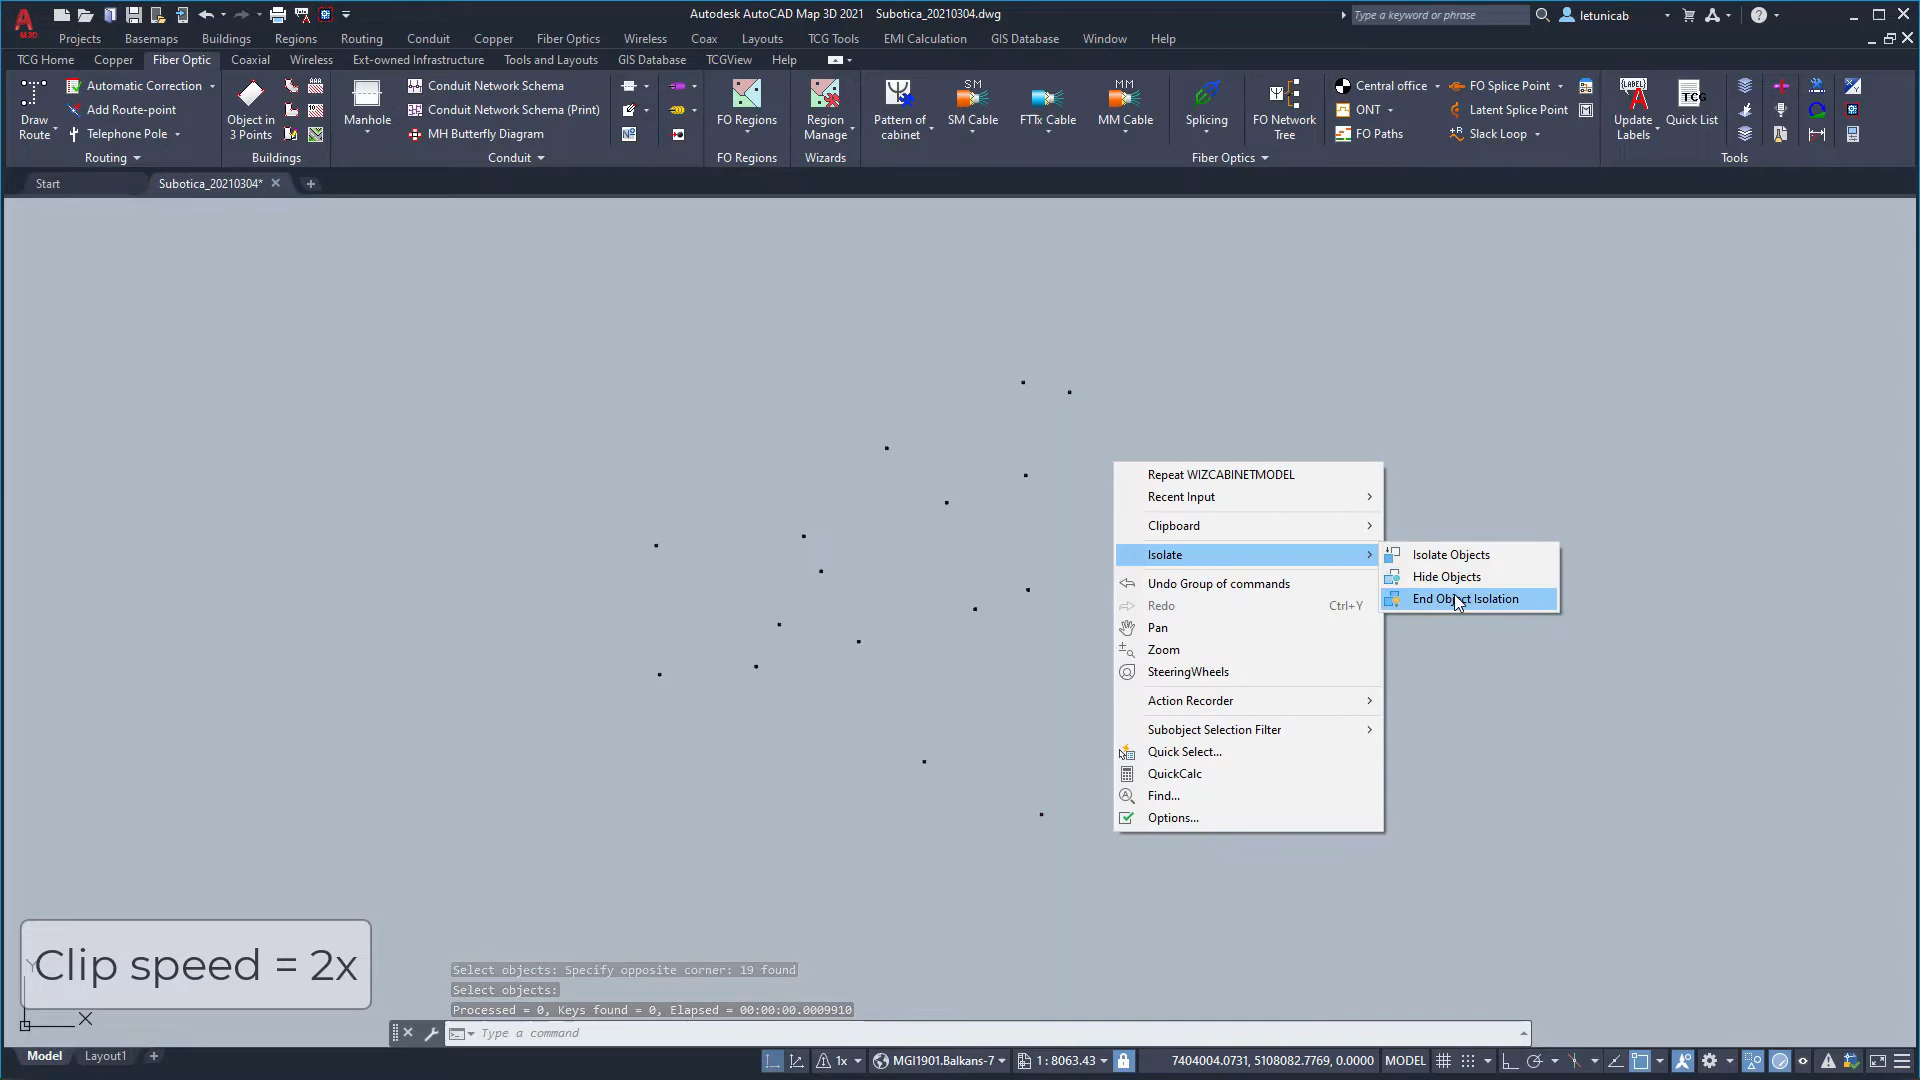 M3D
Autodesk AutoCAD Map 3D 2021 Subotica_20210304.dwg
Type a keyword or phrase
letunicab
Projects Basemaps Buildings Regions Routing Conduit Copper Fiber Optics Wireless Coax Layouts TCG Tools EMI Calculation GIS Database Window Help
TCG Home Copper Fiber Optic Coaxial Wireless Ext-owned Infrastructure Tools and Layouts GIS Database TCGView Help
Draw Route
Automatic Correction
Add Route-point
Telephone Pole
Routing
Object in 3 Points
Buildings
Manhole
Conduit Network Schema
Conduit Network Schema (Print)
MH Butterfly Diagram
Conduit
FO Regions
FO Regions
Region Manage
Wizards
Pattern of cabinet
SM
SM Cable
FTTx Cable
MM
MM Cable
Splicing
FO Network Tree
Central office
ONT
FO Paths
FO Splice Point
Latent Splice Point
Slack Loop
Fiber Optics
LABEL
Update Labels
TCG
Quick List
Tools
Start
Subotica_20210304*
Repeat WIZCABINETMODEL
Recent Input
Clipboard
Isolate
Undo Group of commands
Redo Ctrl+Y
Pan
Zoom
SteeringWheels
Action Recorder
Subobject Selection Filter
Quick Select...
QuickCalc
Find...
Options...
Isolate Objects
Hide Objects
End Object Isolation
Clip speed = 2x
Y
X
Select objects: Specify opposite corner: 19 found
Select objects:
Processed = 0, Keys found = 0, Elapsed = 00:00:00.0009910
Type a command
Model Layout1
1x
MGI1901.Balkans-7
1 : 8063.43
7404004.0731, 5108082.7769, 0.0000
MODEL